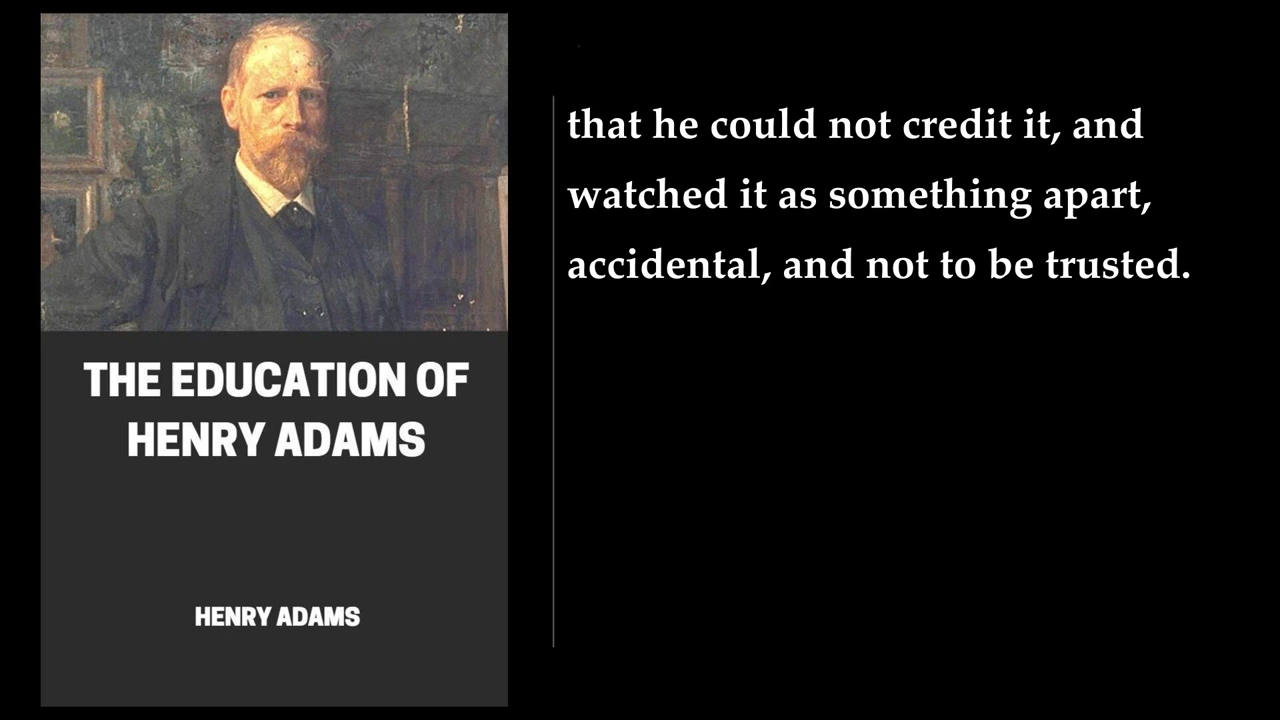 THE EDUCATION OF
HENRY ADAMS
HENRY ADAMS
that he could not credit it, and
watched it as something apart,
accidental, and not to be trusted.